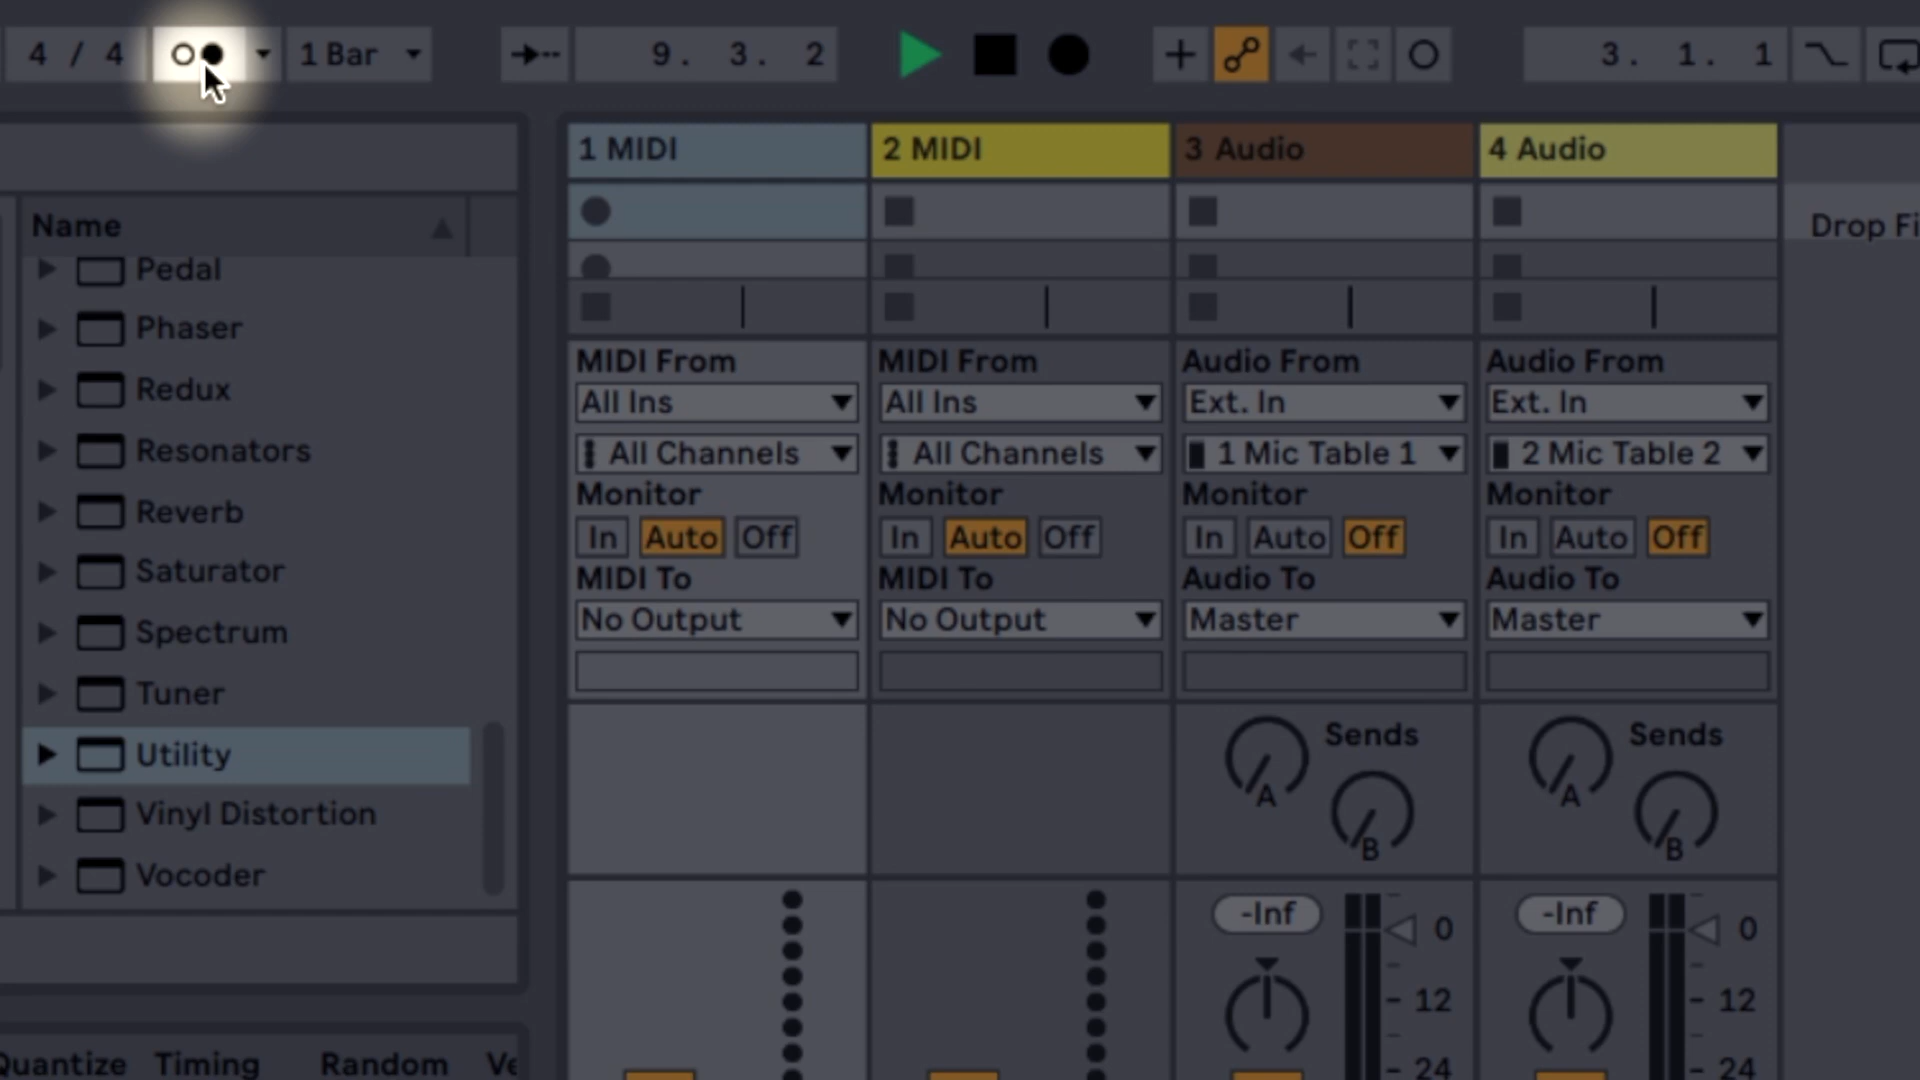 4 / 4
1 Bar
9. 3. 2
3. 1. 1
1 MIDI
2 MIDI
3 Audio
4 Audio
Name
Drop Fi
Pedal
Phaser
Redux
Resonators
Reverb
Saturator
Spectrum
Tuner
Utility
Vinyl Distortion
Vocoder
MIDI From
All Ins
All Channels
Monitor
In Auto Off
MIDI To
No Output
MIDI From
All Ins
All Channels
Monitor
In Auto Off
MIDI To
No Output
Audio From
Ext. In
1 Mic Table 1
Monitor
In Auto Off
Audio To
Master
Sends
A
B
-Inf
0
12
24
Audio From
Ext. In
2 Mic Table 2
Monitor
In Auto Off
Audio To
Master
Sends
A
B
-Inf
0
12
24
Quantize Timing Random Ve